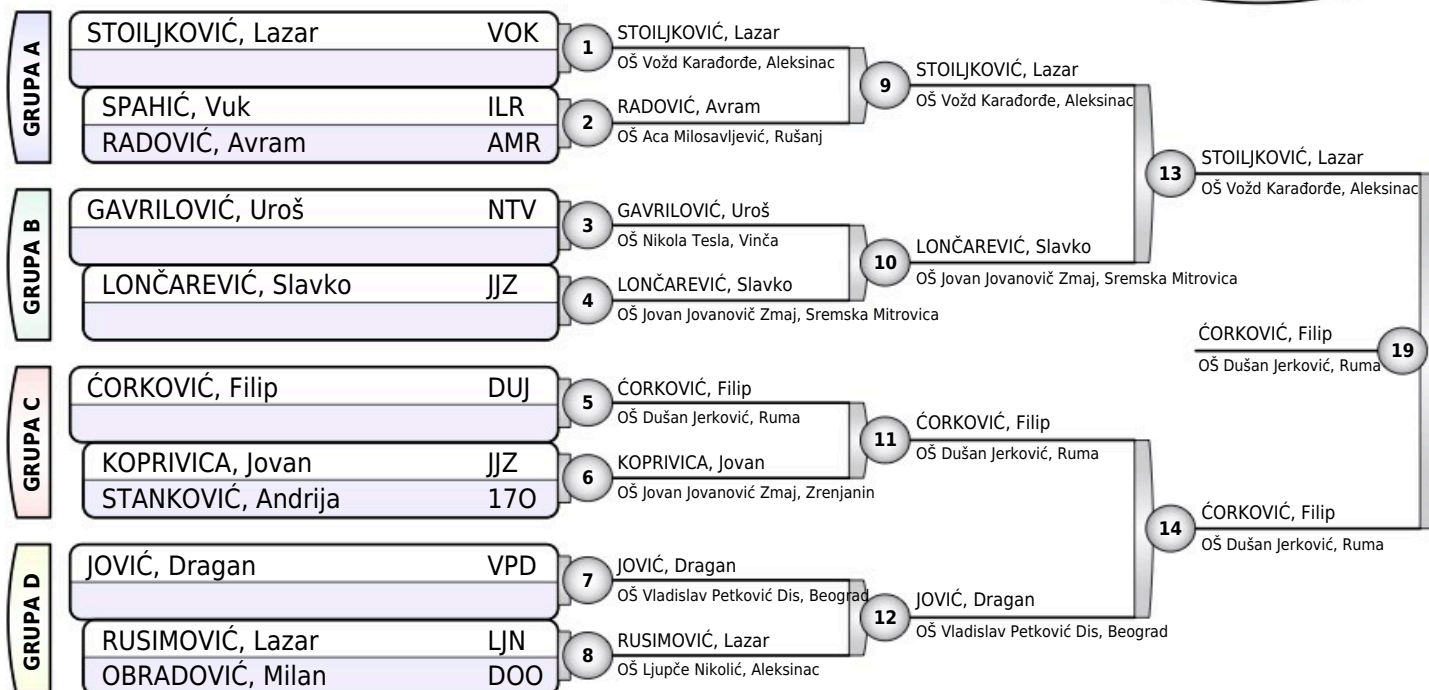 GRUPA A
STOILJKOVIĆ, Lazar VOK
SPAHIĆ, Vuk ILR
RADOVIĆ, Avram AMR
GRUPA B
GAVRILOVIĆ, Uroš NTV
LONČAREVIĆ, Slavko JJZ
GRUPA C
ĆORKOVIĆ, Filip DUJ
KOPRIVICA, Jovan JJZ
STANKOVIĆ, Andrija 17O
GRUPA D
JOVIĆ, Dragan VPD
RUSIMOVIĆ, Lazar LJN
OBRADOVIĆ, Milan DOO
1
STOILJKOVIĆ, Lazar
OŠ Vožd Karađorđe, Aleksinac
2
RADOVIĆ, Avram
OŠ Aca Milosavljević, Rušanj
3
GAVRILOVIĆ, Uroš
OŠ Nikola Tesla, Vinča
4
LONČAREVIĆ, Slavko
OŠ Jovan Jovanovič Zmaj, Sremska Mitrovica
5
ĆORKOVIĆ, Filip
OŠ Dušan Jerković, Ruma
6
KOPRIVICA, Jovan
OŠ Jovan Jovanović Zmaj, Zrenjanin
7
JOVIĆ, Dragan
OŠ Vladislav Petković Dis, Beograd
8
RUSIMOVIĆ, Lazar
OŠ Ljupče Nikolić, Aleksinac
9
STOILJKOVIĆ, Lazar
OŠ Vožd Karađorđe, Aleksinac
10
LONČAREVIĆ, Slavko
OŠ Jovan Jovanovič Zmaj, Sremska Mitrovica
11
ĆORKOVIĆ, Filip
OŠ Dušan Jerković, Ruma
12
JOVIĆ, Dragan
OŠ Vladislav Petković Dis, Beograd
13
STOILJKOVIĆ, Lazar
OŠ Vožd Karađorđe, Aleksinac
14
ĆORKOVIĆ, Filip
OŠ Dušan Jerković, Ruma
ĆORKOVIĆ, Filip
OŠ Dušan Jerković, Ruma
19